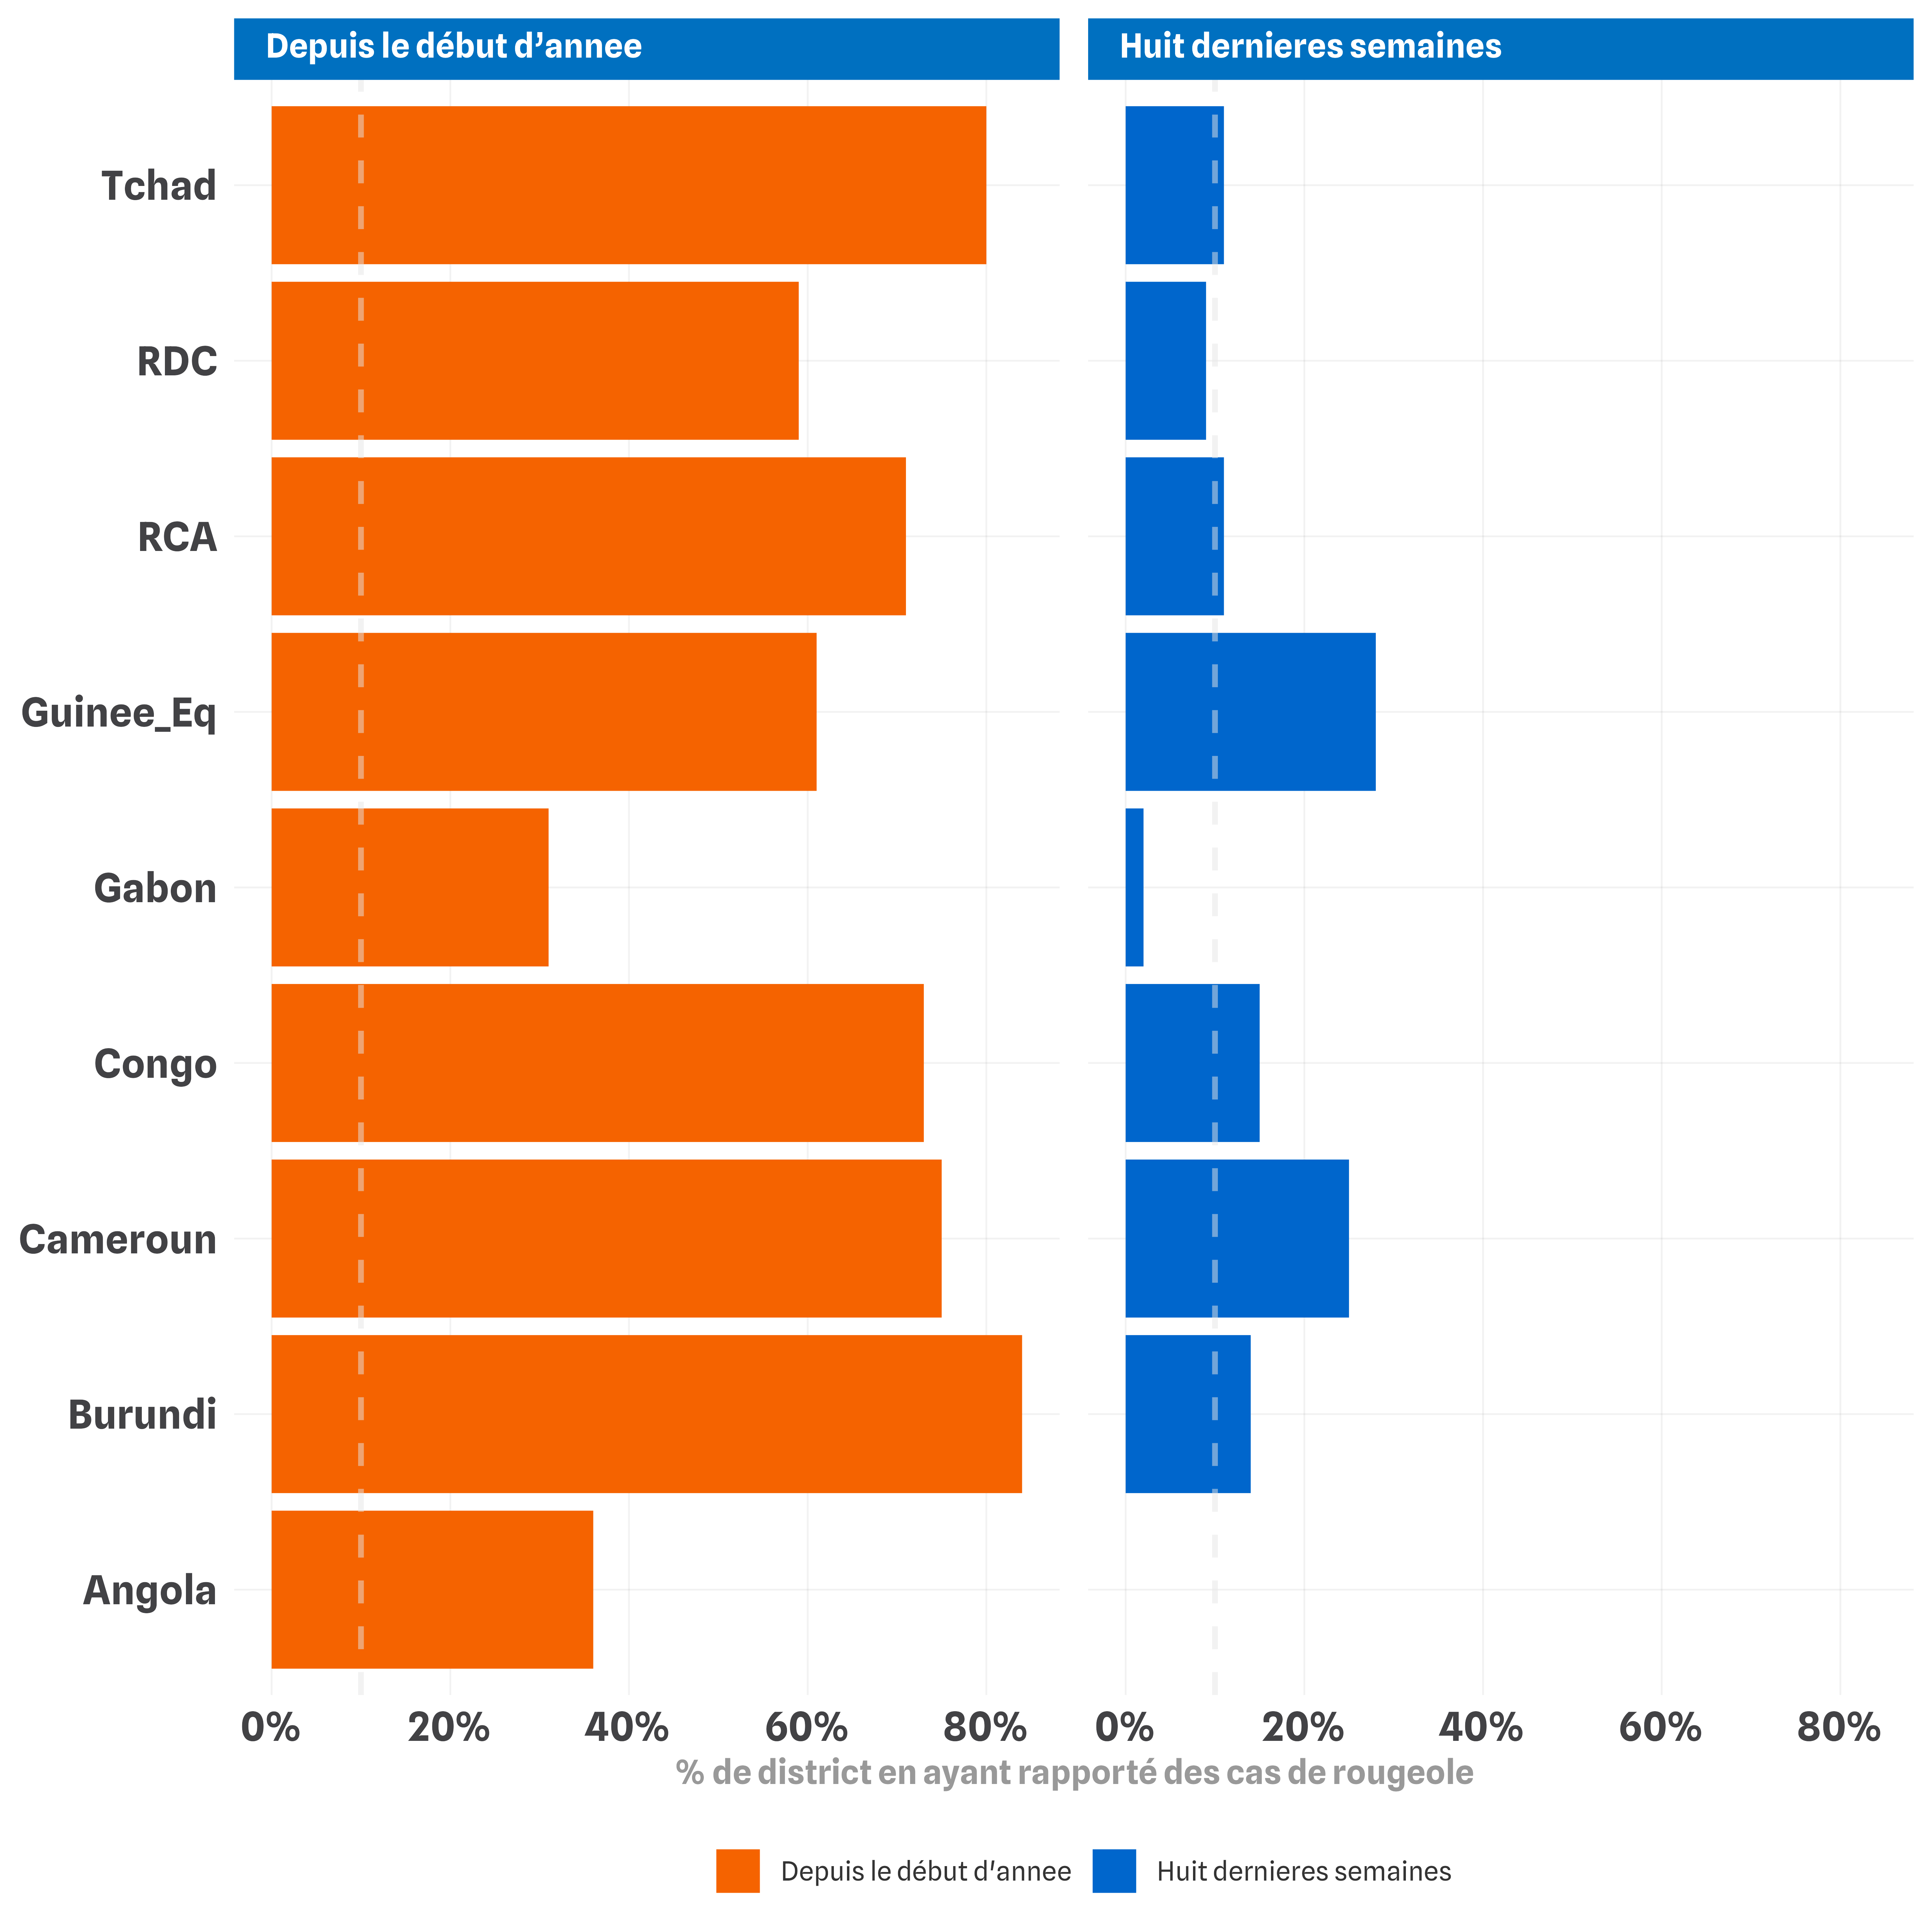 Depuis le début d’annee
Huit dernieres semaines
Tchad
RDC
RCA
Guinee_Eq
Gabon
Congo
Cameroun
Burundi
Angola
0% 20% 40% 60% 80%
0% 20% 40% 60% 80%
% de district en ayant rapporté des cas de rougeole
Depuis le début d'annee
Huit dernieres semaines